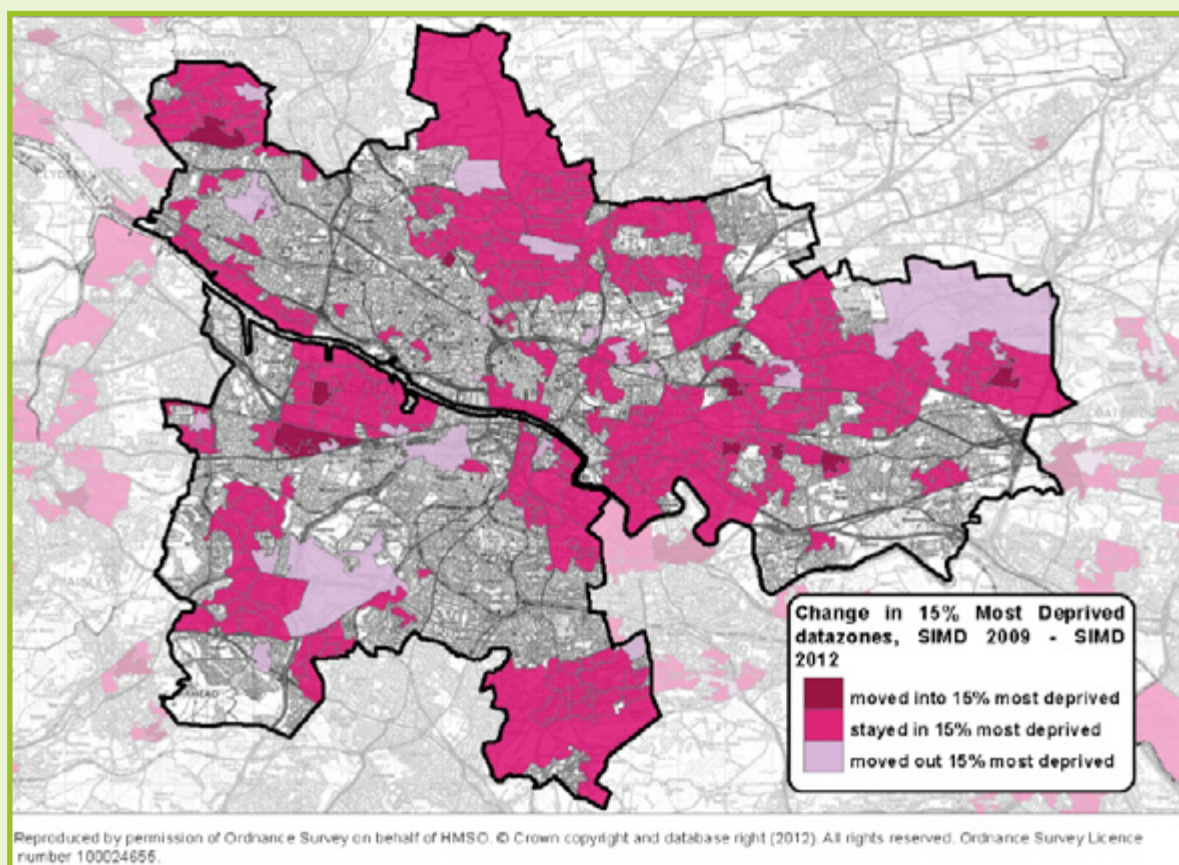 Change in 15% Most Deprived
datazones, SIMD 2009 - SIMD
2012
moved into 15% most deprived
stayed in 15% most deprived
moved out 15% most deprived
Reproduced by permission of Ordnance Survey on behalf of HMSO. © Crown copyright and database right (2012). All rights reserved. Ordnance Survey Licence
number 100024655.